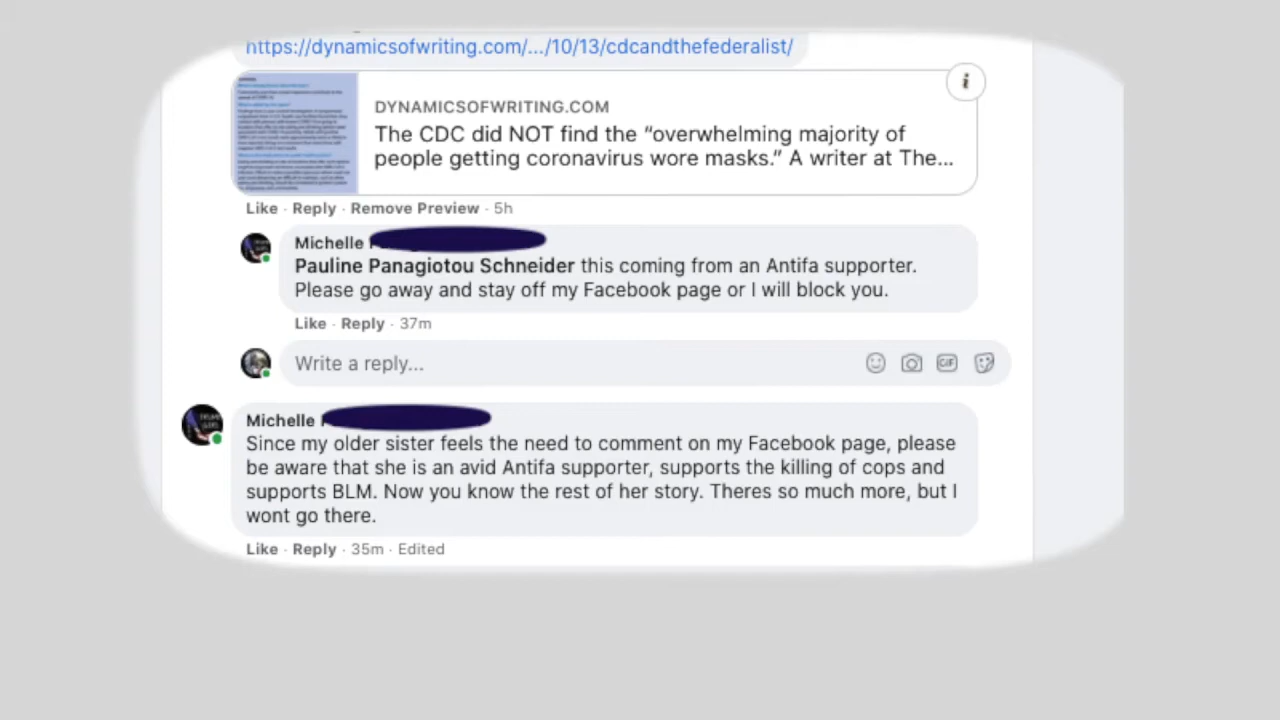 https://dynamicsofwriting.com/.../10/13/cdcandthefederalist/
DYNAMICSOFWRITING.COM
The CDC did NOT find the “overwhelming majority of
people getting coronavirus wore masks.” A writer at The...
Like · Reply · Remove Preview · 5h
Michelle
Pauline Panagiotou Schneider this coming from an Antifa supporter.
Please go away and stay off my Facebook page or I will block you.
Like · Reply · 37m
Write a reply...
GIF
Michelle
Since my older sister feels the need to comment on my Facebook page, please
be aware that she is an avid Antifa supporter, supports the killing of cops and
supports BLM. Now you know the rest of her story. Theres so much more, but I
wont go there.
Like · Reply · 35m · Edited